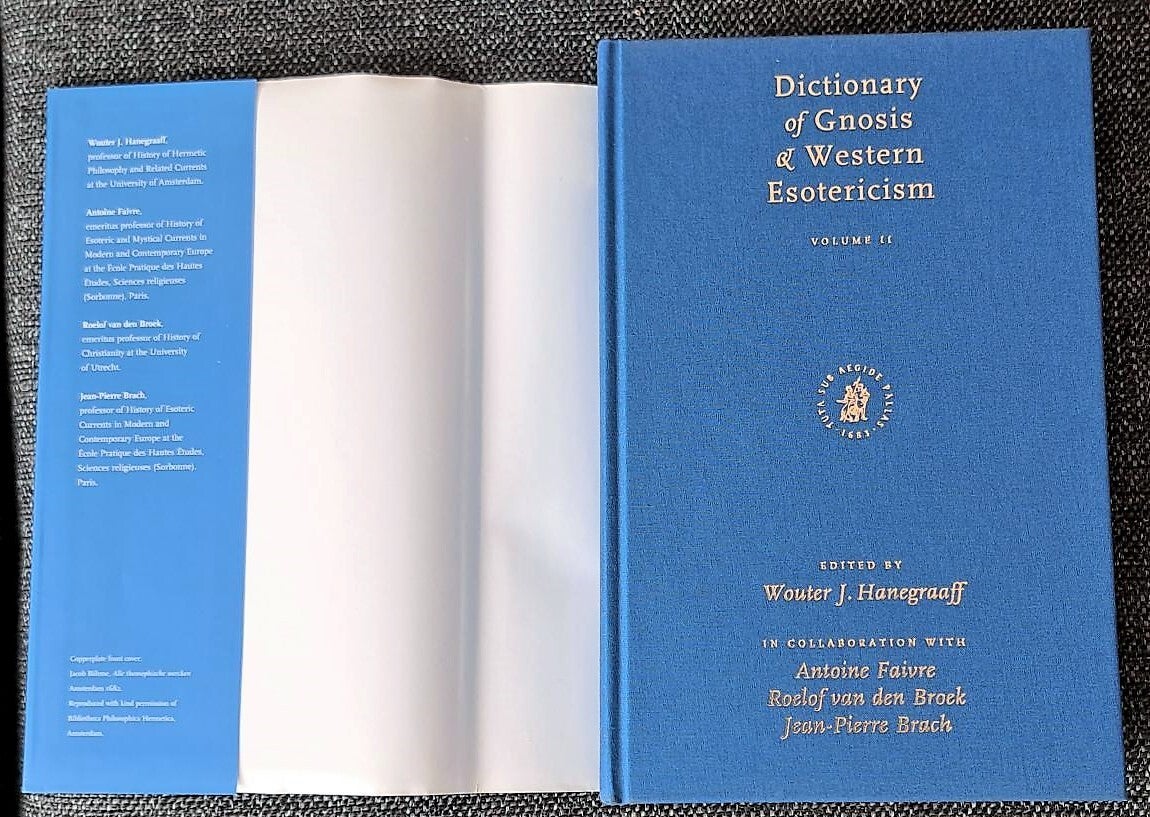 Wouter J. Hanegraaff,
professor of History of Hermetic
Philosophy and Related Currents
at the University of Amsterdam.
Antoine Faivre,
emeritus professor of History of
Esoteric and Mystical Currents in
Modern and Contemporary Europe
at the École Pratique des Hautes
Études, Sciences religieuses
(Sorbonne), Paris.
Roelof van den Broek,
emeritus professor of History of
Christianity at the University
of Utrecht.
Jean-Pierre Brach,
professor of History of Esoteric
Currents in Modern and
Contemporary Europe at the
École Pratique des Hautes Études,
Sciences religieuses (Sorbonne),
Paris.
Copperplate front cover:
Jacob Böhme, Alle theosophische wercken
Amsterdam 1682.
Reproduced with kind permission of
Bibliotheca Philosophica Hermetica,
Amsterdam.
Dictionary
of Gnosis
& Western
Esotericism
VOLUME II
TUTA SUB AEGIDE PALLAS
· 1683 ·
EDITED BY
Wouter J. Hanegraaff
IN COLLABORATION WITH
Antoine Faivre
Roelof van den Broek
Jean-Pierre Brach